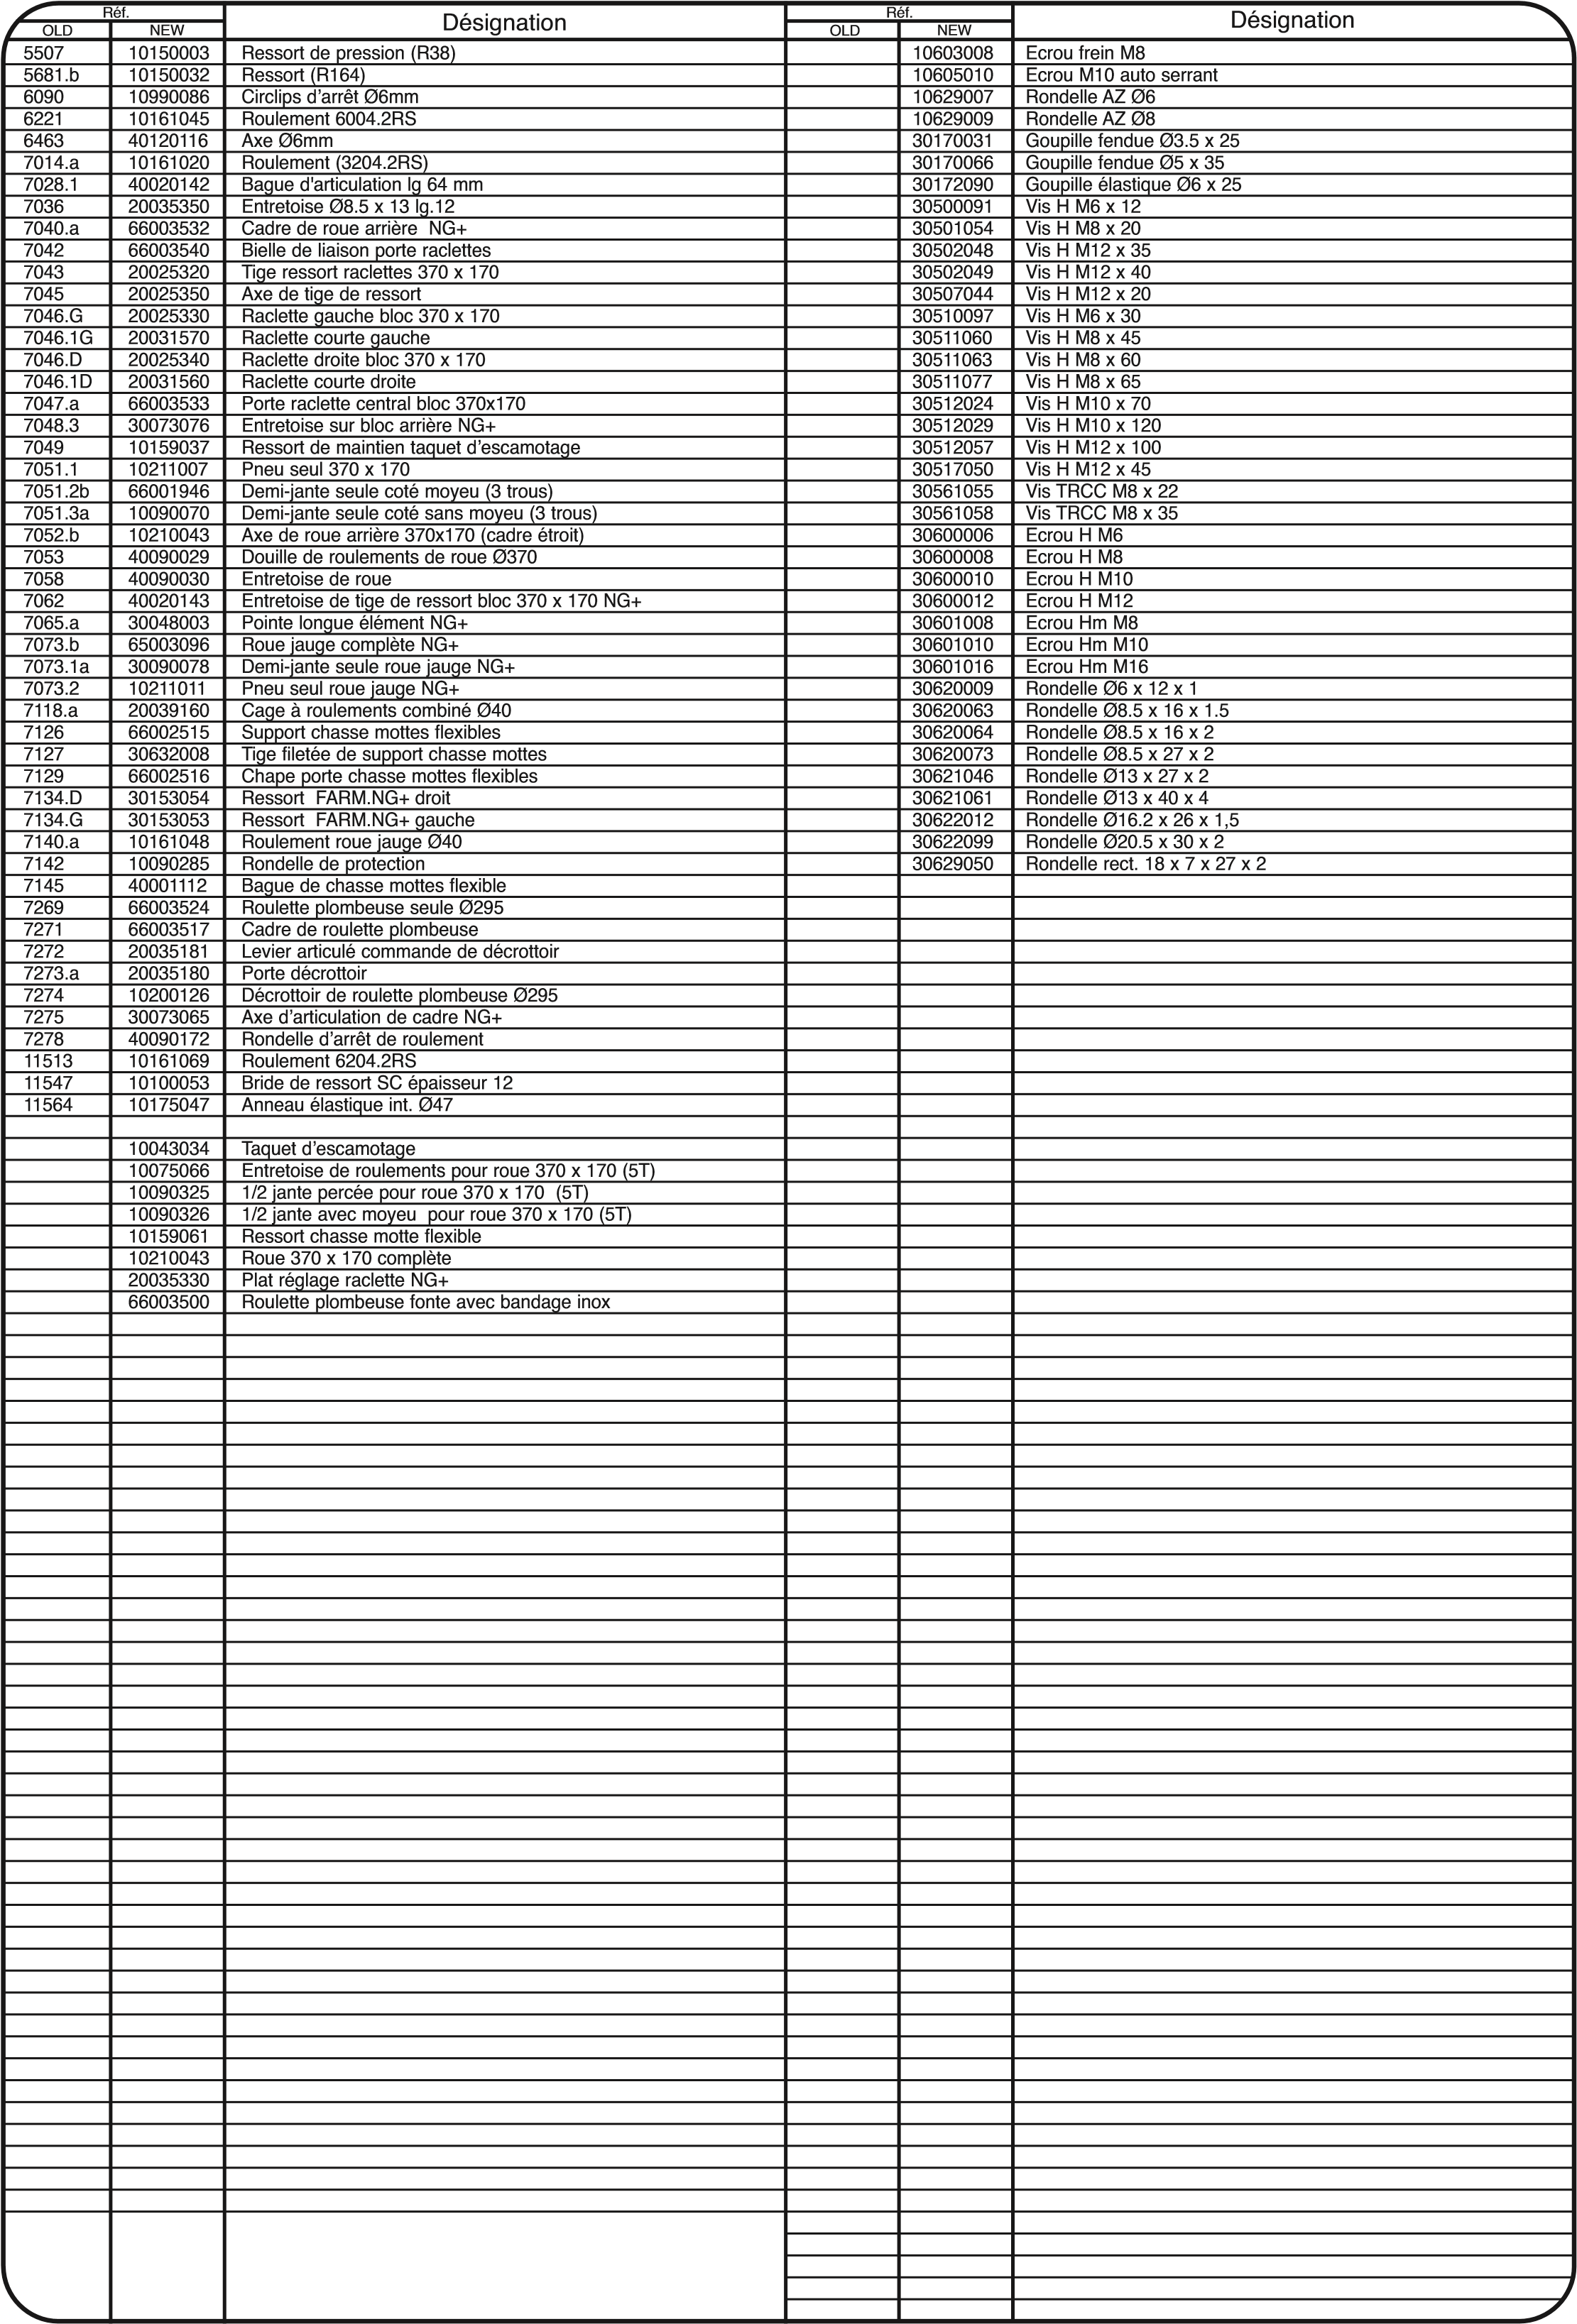 Réf.
OLD NEW Désignation
5507 10150003 Ressort de pression (R38)
5681.b 10150032 Ressort (R164)
6090 10990086 Circlips d’arrêt Ø6mm
6221 10161045 Roulement 6004.2RS
6463 40120116 Axe Ø6mm
7014.a 10161020 Roulement (3204.2RS)
7028.1 40020142 Bague d'articulation lg 64 mm
7036 20035350 Entretoise Ø8.5 x 13 lg.12
7040.a 66003532 Cadre de roue arrière NG+
7042 66003540 Bielle de liaison porte raclettes
7043 20025320 Tige ressort raclettes 370 x 170
7045 20025350 Axe de tige de ressort
7046.G 20025330 Raclette gauche bloc 370 x 170
7046.1G 20031570 Raclette courte gauche
7046.D 20025340 Raclette droite bloc 370 x 170
7046.1D 20031560 Raclette courte droite
7047.a 66003533 Porte raclette central bloc 370x170
7048.3 30073076 Entretoise sur bloc arrière NG+
7049 10159037 Ressort de maintien taquet d’escamotage
7051.1 10211007 Pneu seul 370 x 170
7051.2b 66001946 Demi-jante seule coté moyeu (3 trous)
7051.3a 10090070 Demi-jante seule coté sans moyeu (3 trous)
7052.b 10210043 Axe de roue arrière 370x170 (cadre étroit)
7053 40090029 Douille de roulements de roue Ø370
7058 40090030 Entretoise de roue
7062 40020143 Entretoise de tige de ressort bloc 370 x 170 NG+
7065.a 30048003 Pointe longue élément NG+
7073.b 65003096 Roue jauge complète NG+
7073.1a 30090078 Demi-jante seule roue jauge NG+
7073.2 10211011 Pneu seul roue jauge NG+
7118.a 20039160 Cage à roulements combiné Ø40
7126 66002515 Support chasse mottes flexibles
7127 30632008 Tige filetée de support chasse mottes
7129 66002516 Chape porte chasse mottes flexibles
7134.D 30153054 Ressort FARM.NG+ droit
7134.G 30153053 Ressort FARM.NG+ gauche
7140.a 10161048 Roulement roue jauge Ø40
7142 10090285 Rondelle de protection
7145 40001112 Bague de chasse mottes flexible
7269 66003524 Roulette plombeuse seule Ø295
7271 66003517 Cadre de roulette plombeuse
7272 20035181 Levier articulé commande de décrottoir
7273.a 20035180 Porte décrottoir
7274 10200126 Décrottoir de roulette plombeuse Ø295
7275 30073065 Axe d’articulation de cadre NG+
7278 40090172 Rondelle d’arrêt de roulement
11513 10161069 Roulement 6204.2RS
11547 10100053 Bride de ressort SC épaisseur 12
11564 10175047 Anneau élastique int. Ø47
10043034 Taquet d’escamotage
10075066 Entretoise de roulements pour roue 370 x 170 (5T)
10090325 1/2 jante percée pour roue 370 x 170 (5T)
10090326 1/2 jante avec moyeu pour roue 370 x 170 (5T)
10159061 Ressort chasse motte flexible
10210043 Roue 370 x 170 complète
20035330 Plat réglage raclette NG+
66003500 Roulette plombeuse fonte avec bandage inox
Réf.
OLD NEW Désignation
10603008 Ecrou frein M8
10605010 Ecrou M10 auto serrant
10629007 Rondelle AZ Ø6
10629009 Rondelle AZ Ø8
30170031 Goupille fendue Ø3.5 x 25
30170066 Goupille fendue Ø5 x 35
30172090 Goupille élastique Ø6 x 25
30500091 Vis H M6 x 12
30501054 Vis H M8 x 20
30502048 Vis H M12 x 35
30502049 Vis H M12 x 40
30507044 Vis H M12 x 20
30510097 Vis H M6 x 30
30511060 Vis H M8 x 45
30511063 Vis H M8 x 60
30511077 Vis H M8 x 65
30512024 Vis H M10 x 70
30512029 Vis H M10 x 120
30512057 Vis H M12 x 100
30517050 Vis H M12 x 45
30561055 Vis TRCC M8 x 22
30561058 Vis TRCC M8 x 35
30600006 Ecrou H M6
30600008 Ecrou H M8
30600010 Ecrou H M10
30600012 Ecrou H M12
30601008 Ecrou Hm M8
30601010 Ecrou Hm M10
30601016 Ecrou Hm M16
30620009 Rondelle Ø6 x 12 x 1
30620063 Rondelle Ø8.5 x 16 x 1.5
30620064 Rondelle Ø8.5 x 16 x 2
30620073 Rondelle Ø8.5 x 27 x 2
30621046 Rondelle Ø13 x 27 x 2
30621061 Rondelle Ø13 x 40 x 4
30622012 Rondelle Ø16.2 x 26 x 1,5
30622099 Rondelle Ø20.5 x 30 x 2
30629050 Rondelle rect. 18 x 7 x 27 x 2